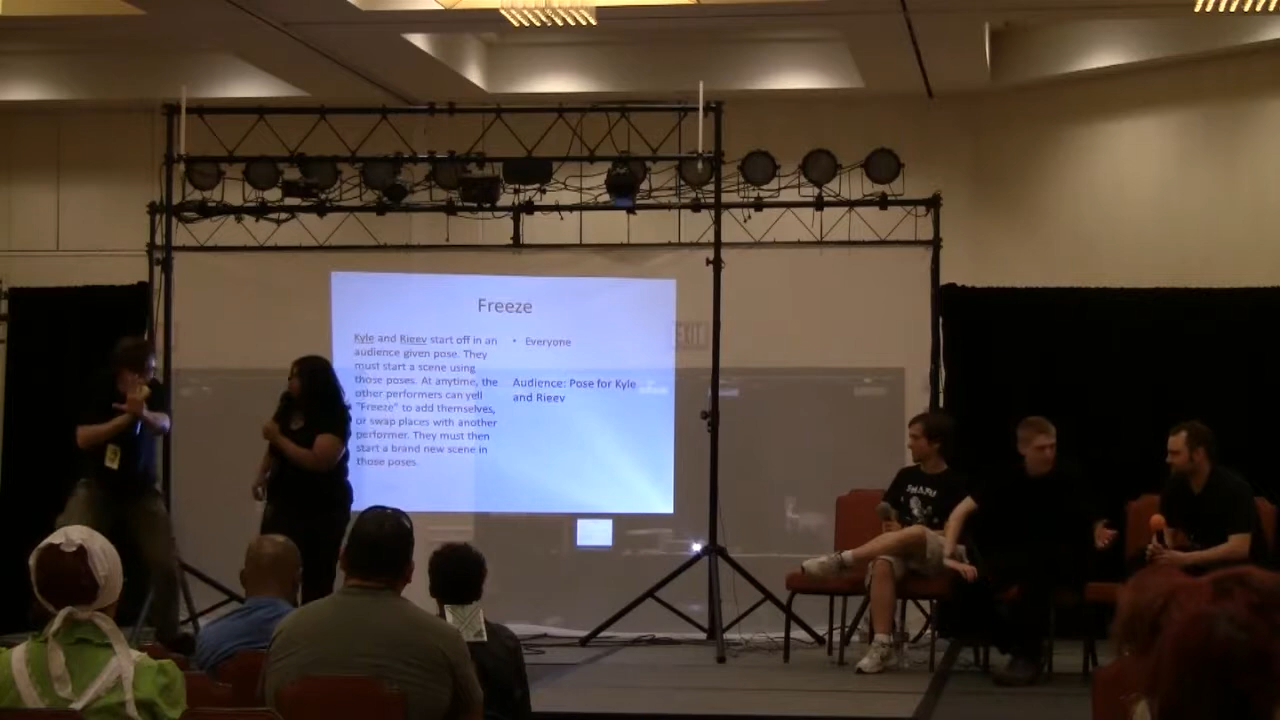 Freeze
Kyle and Rieev start off in an
audience given pose. They
must start a scene using
those poses. At anytime, the
other performers can yell
"Freeze" to add themselves,
or swap places with another
performer. They must then
start a brand new scene in
those poses.
• Everyone
Audience: Pose for Kyle
and Rieev
EXIT
SNAFU